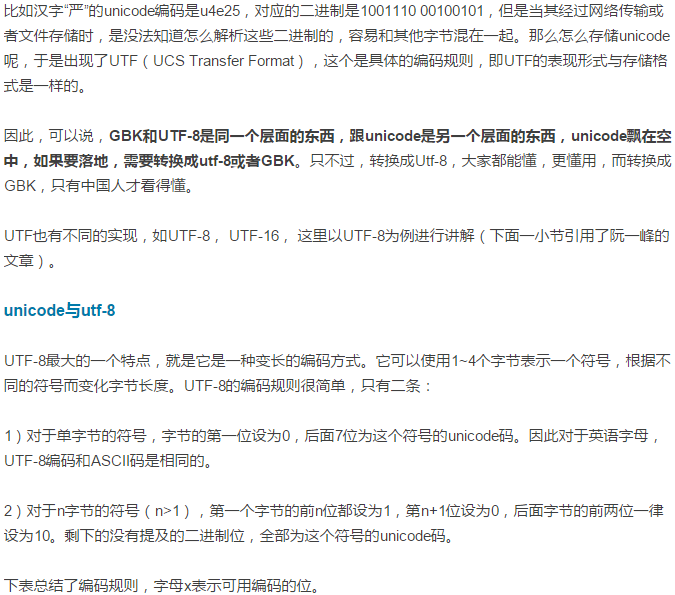 比如汉字“严”的unicode编码是u4e25，对应的二进制是1001110 00100101，但是当其经过网络传输或
者文件存储时，是没法知道怎么解析这些二进制的，容易和其他字节混在一起。那么怎么存储unicode
呢，于是出现了UTF（UCS Transfer Format），这个是具体的编码规则，即UTF的表现形式与存储格
式是一样的。
因此，可以说，GBK和UTF-8是同一个层面的东西，跟unicode是另一个层面的东西，unicode飘在空
中，如果要落地，需要转换成utf-8或者GBK。只不过，转换成Utf-8，大家都能懂，更懂用，而转换成
GBK，只有中国人才看得懂。
UTF也有不同的实现，如UTF-8， UTF-16， 这里以UTF-8为例进行讲解（下面一小节引用了阮一峰的
文章）。
unicode与utf-8
UTF-8最大的一个特点，就是它是一种变长的编码方式。它可以使用1~4个字节表示一个符号，根据不
同的符号而变化字节长度。UTF-8的编码规则很简单，只有二条：
1）对于单字节的符号，字节的第一位设为0，后面7位为这个符号的unicode码。因此对于英语字母，
UTF-8编码和ASCII码是相同的。
2）对于n字节的符号（n>1），第一个字节的前n位都设为1，第n+1位设为0，后面字节的前两位一律
设为10。剩下的没有提及的二进制位，全部为这个符号的unicode码。
下表总结了编码规则，字母x表示可用编码的位。